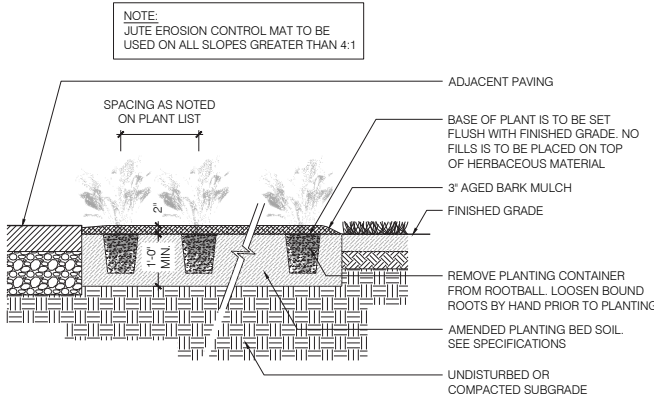 NOTE:
JUTE EROSION CONTROL MAT TO BE
USED ON ALL SLOPES GREATER THAN 4:1
ADJACENT PAVING
SPACING AS NOTED
ON PLANT LIST
BASE OF PLANT IS TO BE SET
FLUSH WITH FINISHED GRADE. NO
FILLS IS TO BE PLACED ON TOP
OF HERBACEOUS MATERIAL
3" AGED BARK MULCH
FINISHED GRADE
2"
1'-0"
MIN.
REMOVE PLANTING CONTAINER
FROM ROOTBALL. LOOSEN BOUND
ROOTS BY HAND PRIOR TO PLANTING
AMENDED PLANTING BED SOIL.
SEE SPECIFICATIONS
UNDISTURBED OR
COMPACTED SUBGRADE